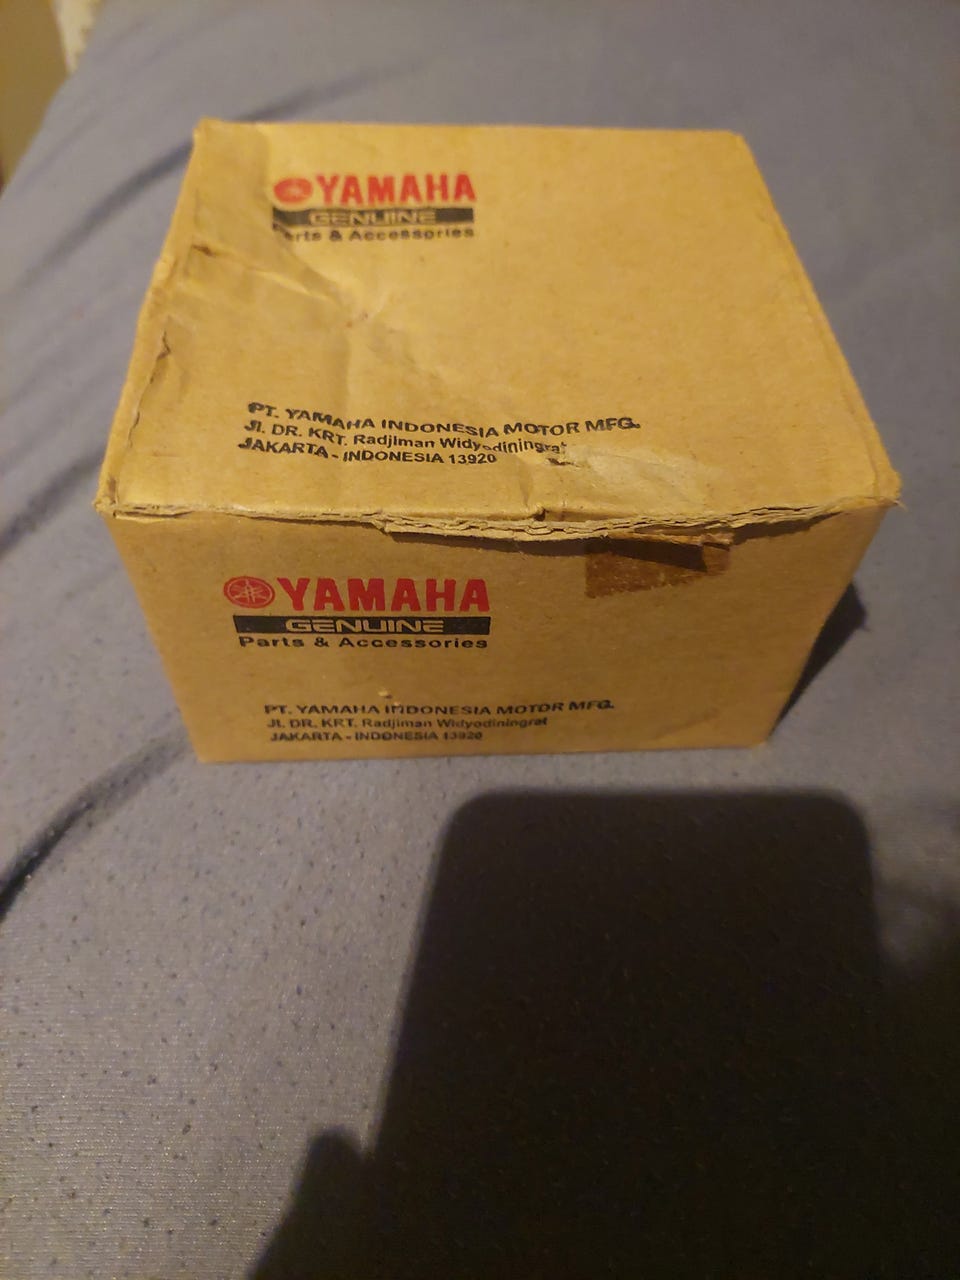 YAMAHA
GENUINE
Parts & Accessories
PT. YAMAHA INDONESIA MOTOR MFG.
Jl. DR. KRT. Radjiman Widyodiningrat
JAKARTA - INDONESIA 13920
YAMAHA
GENUINE
Parts & Accessories
PT. YAMAHA INDONESIA MOTOR MFG.
Jl. DR. KRT. Radjiman Widyodiningrat
JAKARTA - INDONESIA 13920